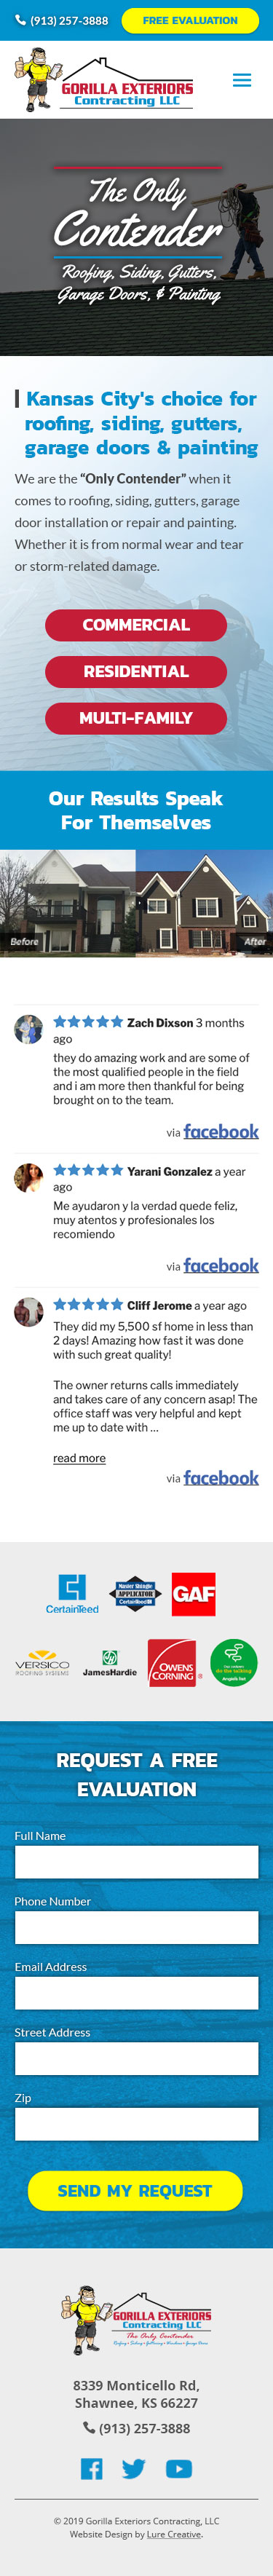 (913) 257-3888
FREE EVALUATION
GORILLA EXTERIORS
Contracting LLC
The Only
Contender
Roofing, Siding, Gutters,
Garage Doors, & Painting
Kansas City's choice for
roofing, siding, gutters,
garage doors & painting
We are the “Only Contender” when it
comes to roofing, siding, gutters, garage
door installation or repair and painting.
Whether it is from normal wear and tear
or storm-related damage.
COMMERCIAL
RESIDENTIAL
MULTI-FAMILY
Our Results Speak
For Themselves
Before
After
Zach Dixson 3 months
ago
they do amazing work and are some of
the most qualified people in the field
and i am more then thankful for being
brought on to the team.
via facebook
Yarani Gonzalez a year
ago
Me ayudaron y la verdad quede feliz,
muy atentos y profesionales los
recomiendo
via facebook
Cliff Jerome a year ago
They did my 5,500 sf home in less than
2 days! Amazing how fast it was done
with such great quality!
The owner returns calls immediately
and takes care of any concern asap! The
office staff was very helpful and kept
me up to date with ...
read more
via facebook
CertainTeed
Master Shingle
APPLICATOR
CertainTeed
GAF
VERSICO
ROOFING SYSTEMS
JH
JamesHardie
OWENS
CORNING
do the talking
Angie's list
REQUEST A FREE
EVALUATION
Full Name
Phone Number
Email Address
Street Address
Zip
SEND MY REQUEST
GORILLA EXTERIORS
Contracting LLC
The Only Contender
8339 Monticello Rd,
Shawnee, KS 66227
(913) 257-3888
© 2019 Gorilla Exteriors Contracting, LLC
Website Design by Lure Creative.